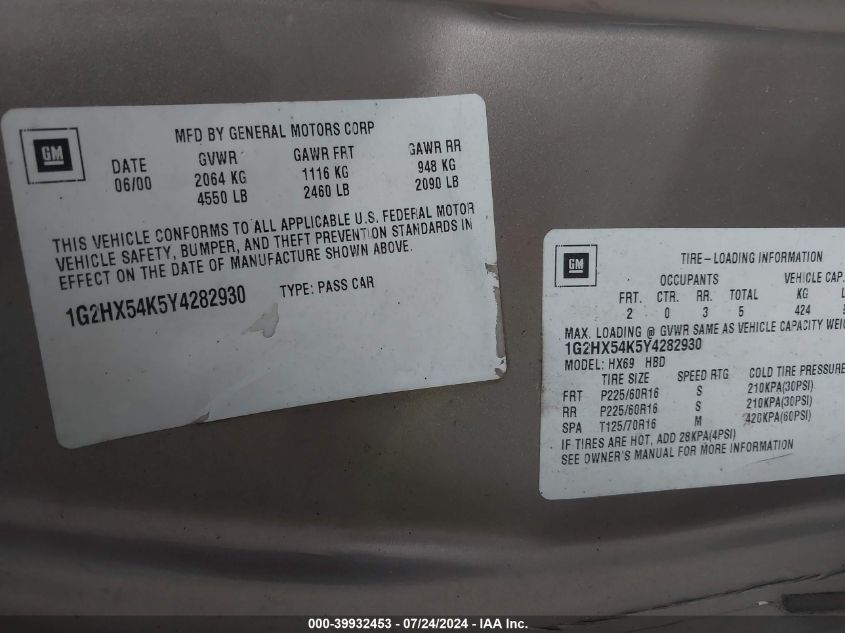 GM
MFD BY GENERAL MOTORS CORP
DATE GVWR GAWR FRT GAWR RR
06/00 2064 KG 1116 KG 948 KG
4550 LB 2460 LB 2090 LB
THIS VEHICLE CONFORMS TO ALL APPLICABLE U.S. FEDERAL MOTOR
VEHICLE SAFETY, BUMPER, AND THEFT PREVENTION STANDARDS IN
EFFECT ON THE DATE OF MANUFACTURE SHOWN ABOVE.
1G2HX54K5Y4282930 TYPE: PASS CAR
GM
TIRE-LOADING INFORMATION
OCCUPANTS VEHICLE CAP.
FRT. CTR. RR. TOTAL KG
2 0 3 5 424
MAX. LOADING @ GVWR SAME AS VEHICLE CAPACITY
1G2HX54K5Y4282930
MODEL: HX69 HBD
TIRE SIZE SPEED RTG COLD TIRE PRESSURE
FRT P225/60R16 S 210KPA(30PSI)
RR P225/60R16 S 210KPA(30PSI)
SPA T125/70R16 M 420KPA(60PSI)
IF TIRES ARE HOT, ADD 28KPA(4PSI)
SEE OWNER'S MANUAL FOR MORE INFORMATION
000-39932453 - 07/24/2024 - IAA Inc.